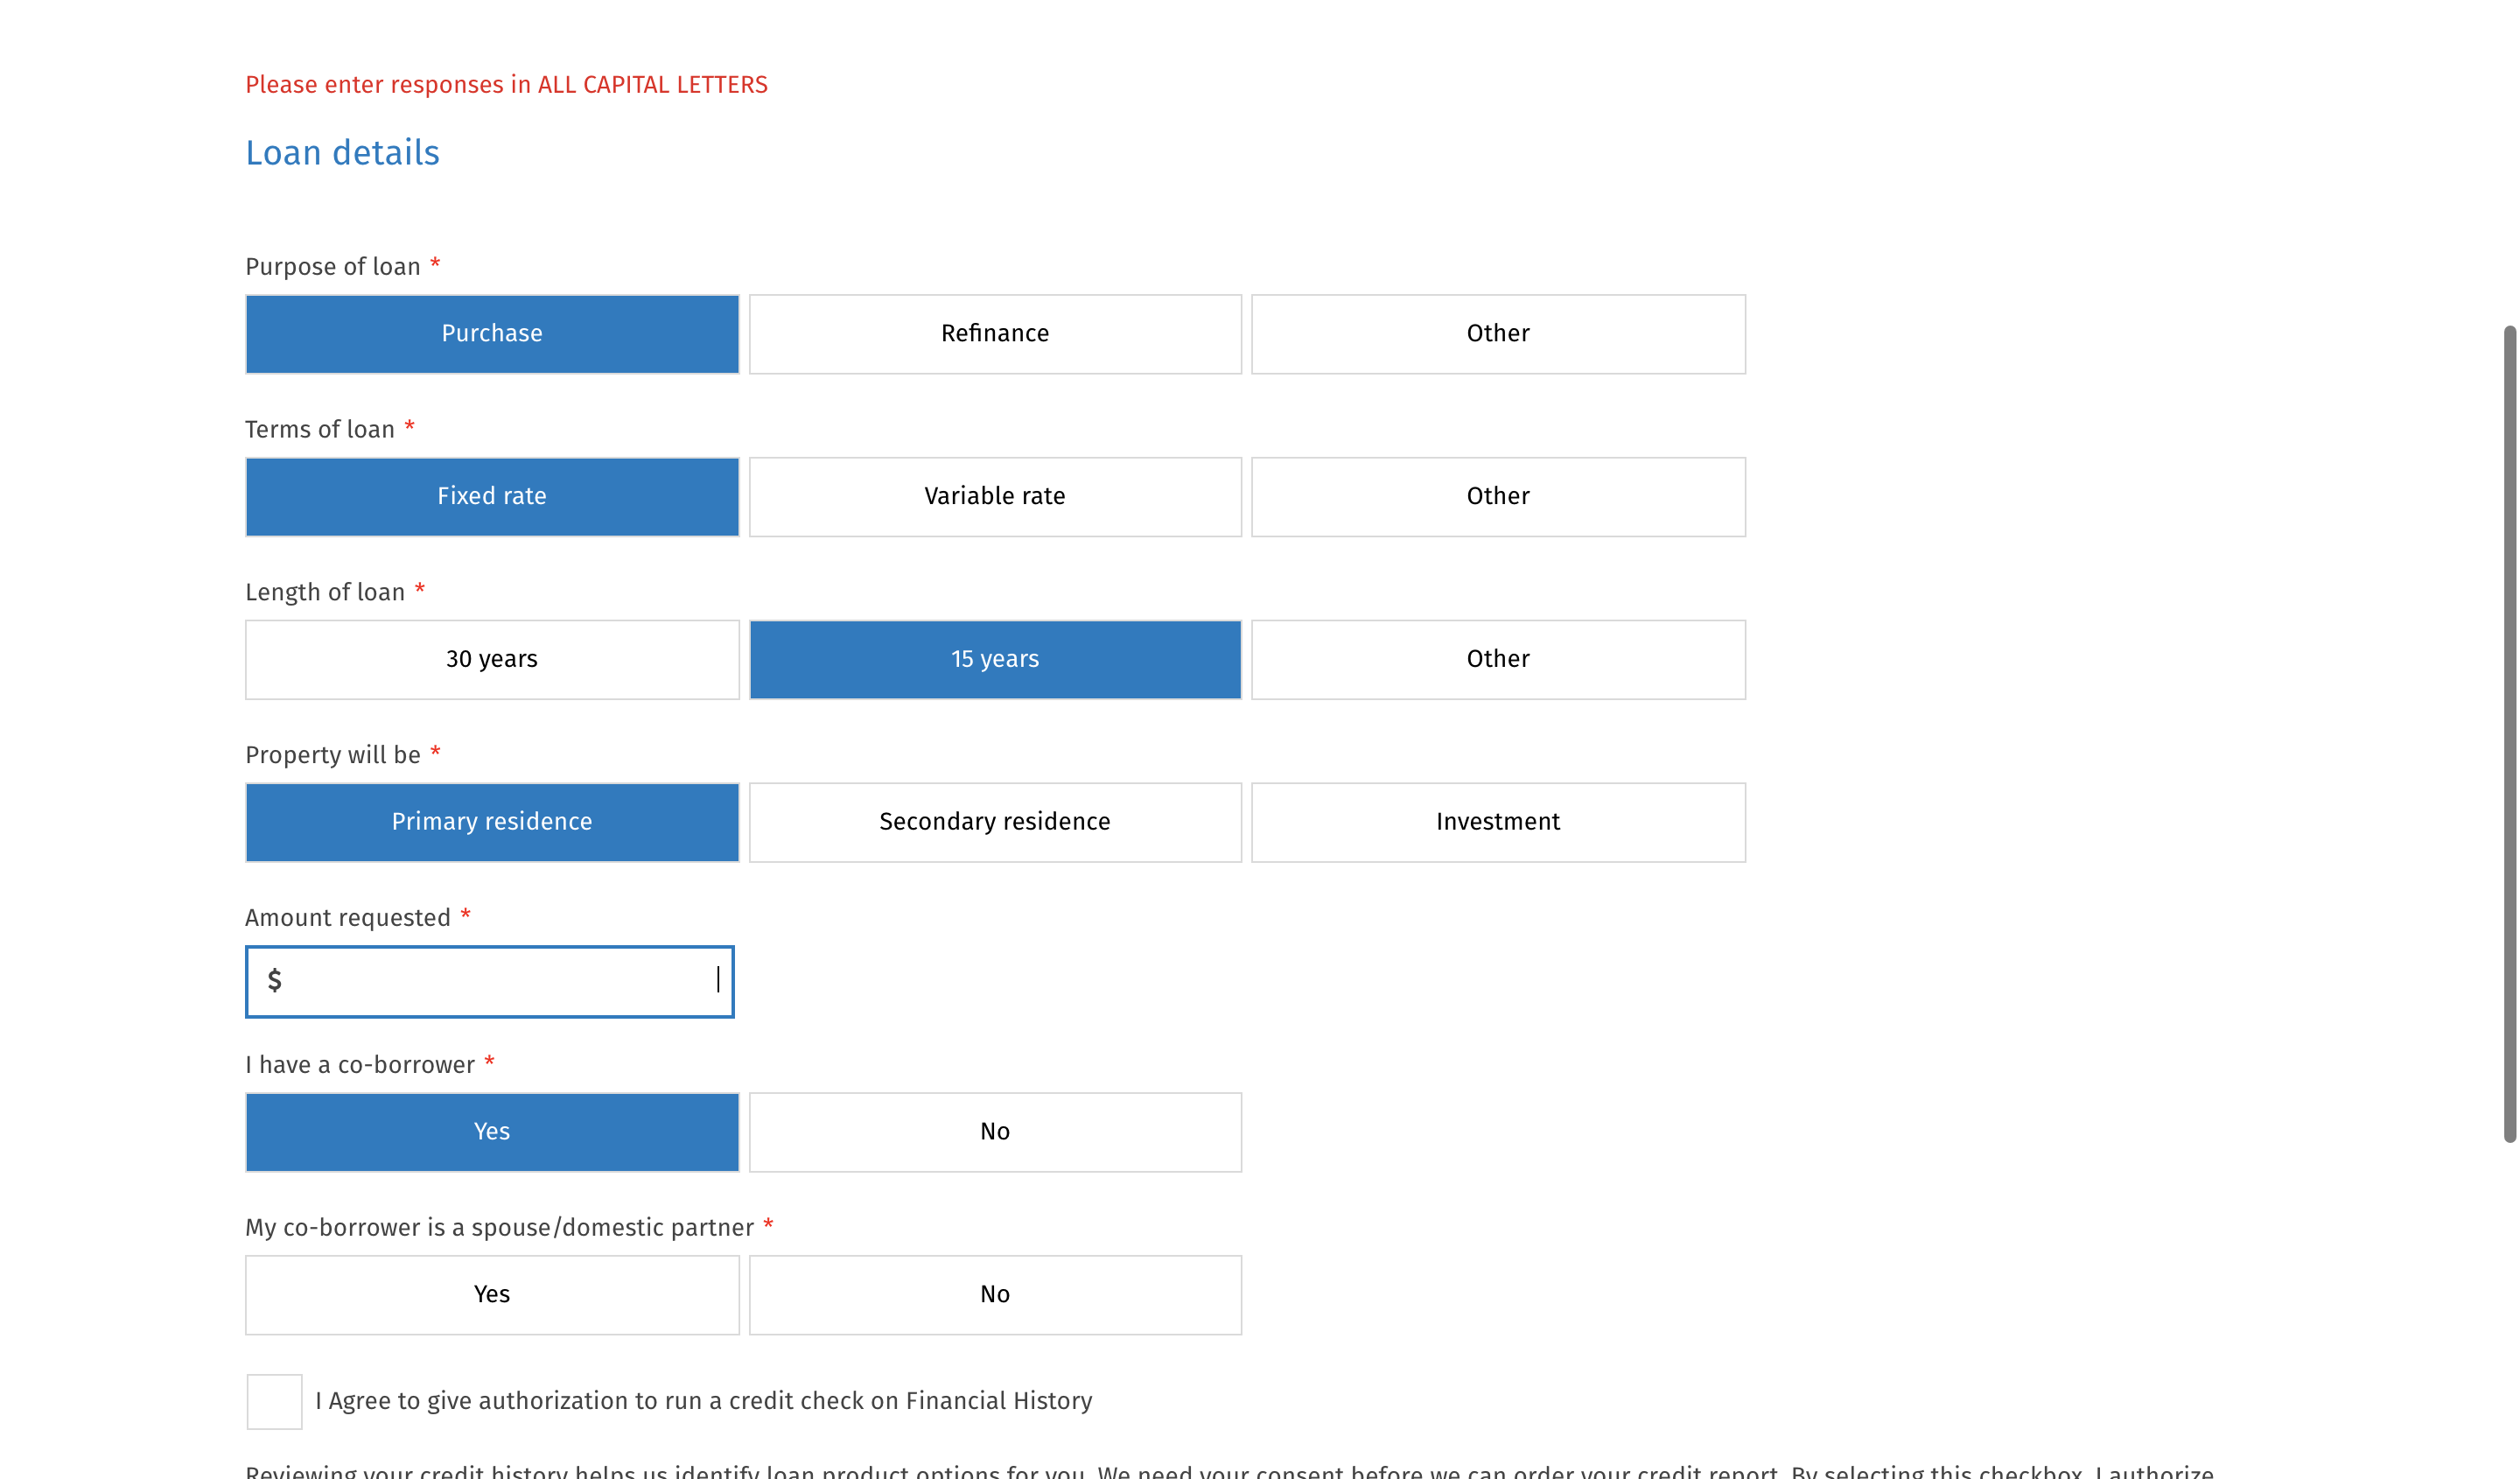 Please enter responses in ALL CAPITAL LETTERS
Loan details
Purpose of loan *
Purchase Refinance Other
Terms of loan *
Fixed rate Variable rate Other
Length of loan *
30 years 15 years Other
Property will be *
Primary residence Secondary residence Investment
Amount requested *
$
I have a co-borrower *
Yes No
My co-borrower is a spouse/domestic partner *
Yes No
I Agree to give authorization to run a credit check on Financial History
Reviewing your credit history helps us identify loan product options for you. We need your consent before we can order your credit report. By selecting this checkbox, I authorize